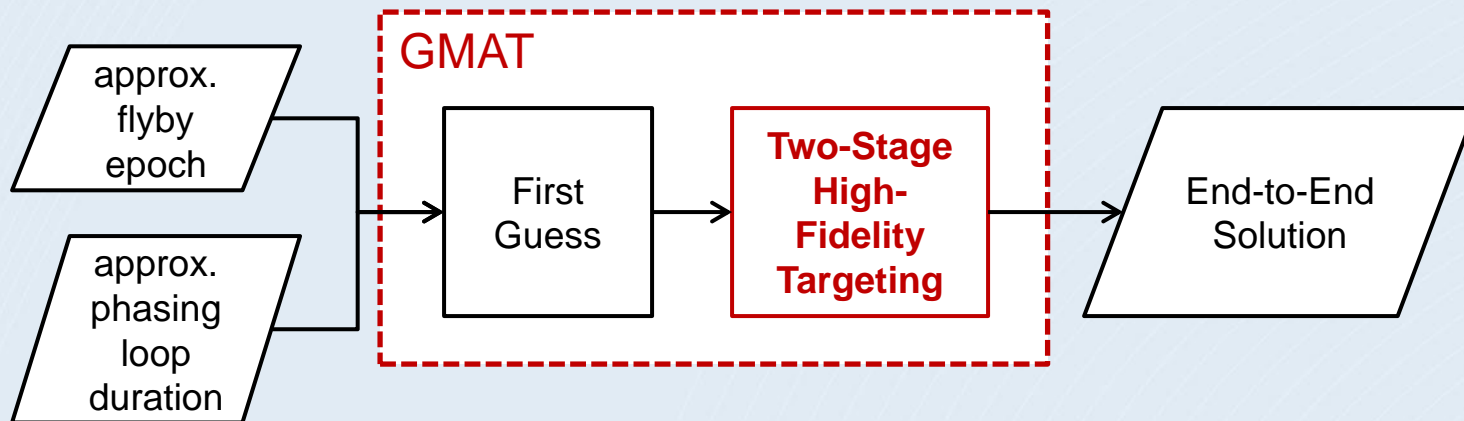 approx.
flyby
epoch
approx.
phasing
loop
duration
GMAT
First
Guess
Two-Stage
High-
Fidelity
Targeting
End-to-End
Solution